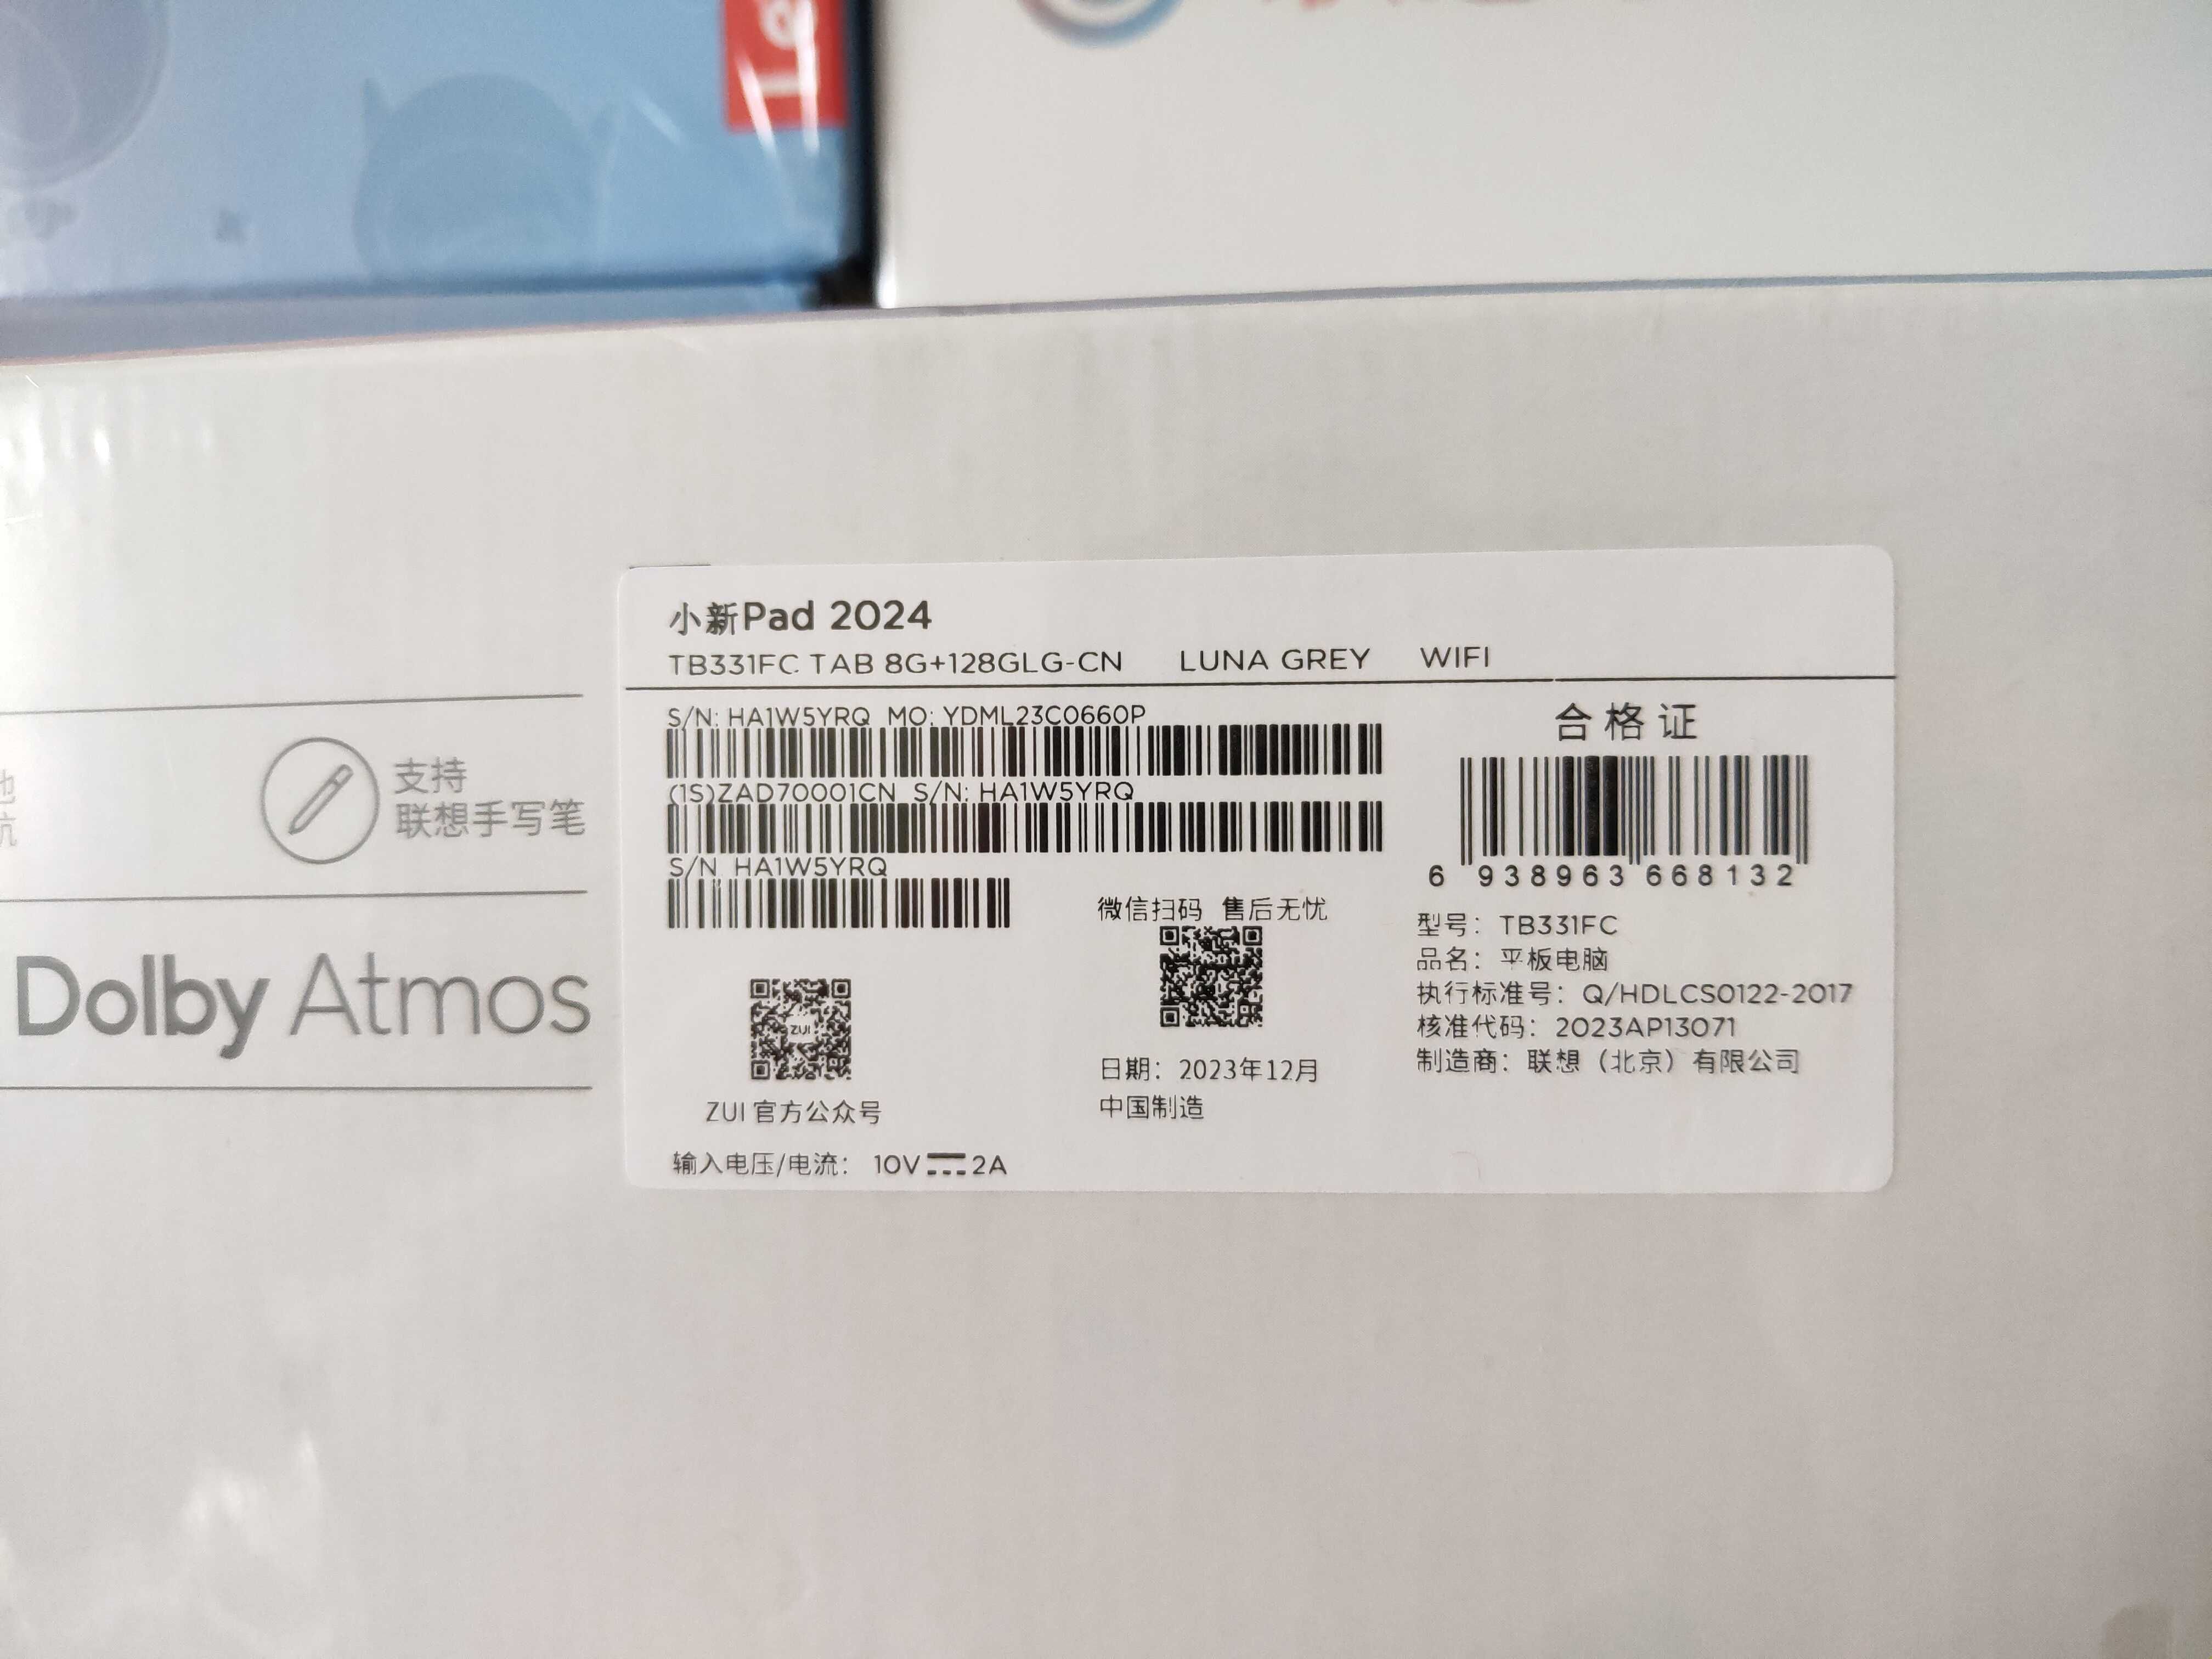 Le
小新Pad 2024
TB331FC TAB 8G+128GLG-CN LUNA GREY WIFI
S/N: HA1W5YRQ MO: YDML23C0660P
(1S)ZAD70001CN S/N: HA1W5YRQ
S/N HA1W5YRQ
合格证
6 938963 668132
支持
联想手写笔
Dolby Atmos
ZUI
ZUI 官方公众号
输入电压/电流： 10V 2A
微信扫码 售后无忧
日期：2023年12月
中国制造
型号：TB331FC
品名：平板电脑
执行标准号：Q/HDLCS0122-2017
核准代码：2023AP13071
制造商：联想（北京）有限公司